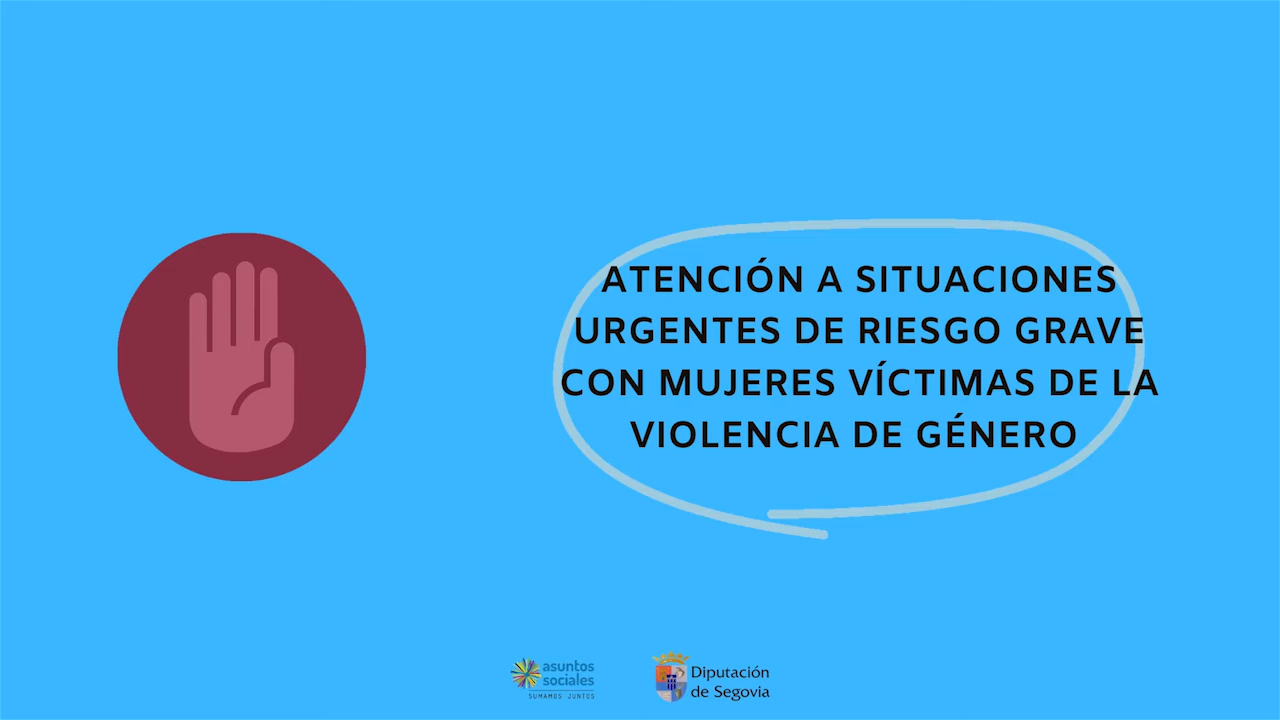 ATENCIÓN A SITUACIONES
URGENTES DE RIESGO GRAVE
CON MUJERES VÍCTIMAS DE LA
VIOLENCIA DE GÉNERO
asuntos
sociales
SUMAMOS JUNTOS
Diputación
de Segovia